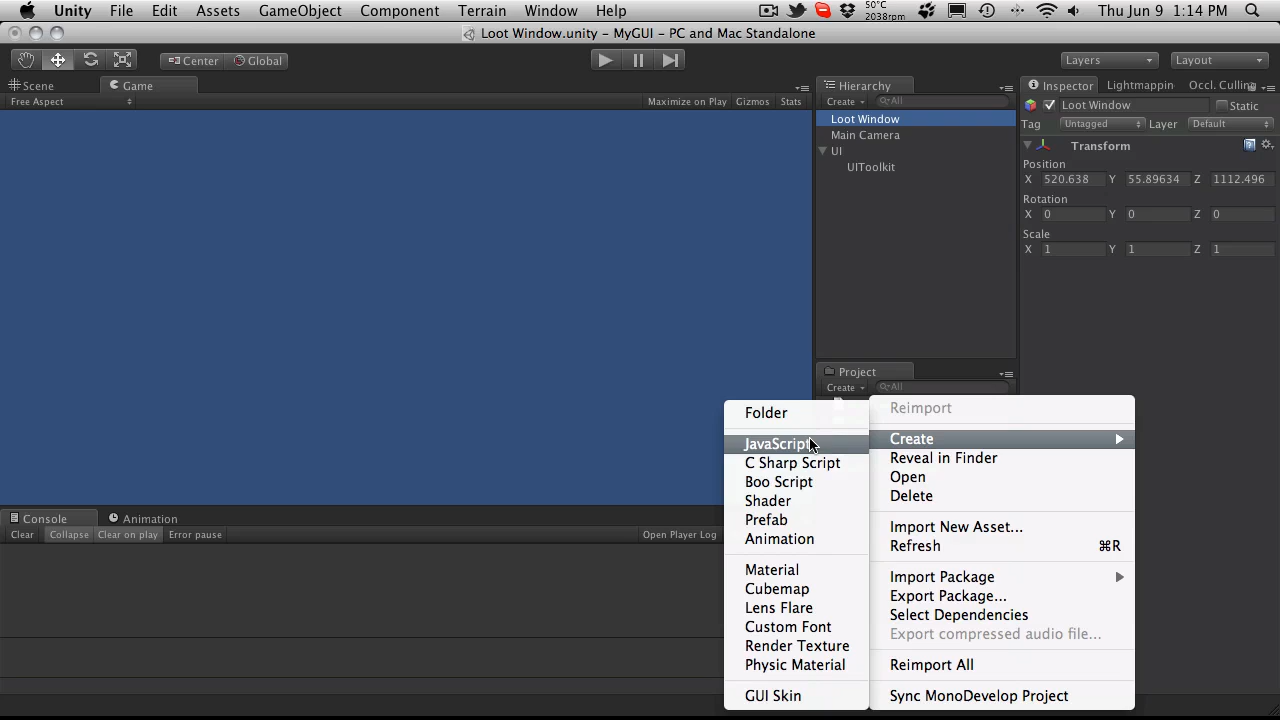 Unity File Edit Assets GameObject Component Terrain Window Help 50°C 2038rpm Thu Jun 9 1:14 PM
Loot Window.unity – MyGUI – PC and Mac Standalone
Center Global Layers Layout
Scene Game Hierarchy Inspector Lightmappin Occl. Culling
Free Aspect Maximize on Play Gizmos Stats Create All Loot Window Static
Loot Window
Tag Untagged Layer Default
Main Camera
UI Transform
UIToolkit Position
X 520.638 Y 55.89634 Z 1112.496
Rotation
X 0 Y 0 Z 0
Scale
X 1 Y 1 Z 1
Project
Create All
Folder
JavaScript
C Sharp Script
Boo Script
Shader
Prefab
Animation
Material
Cubemap
Lens Flare
Custom Font
Render Texture
Physic Material
GUI Skin
Reimport
Create
Reveal in Finder
Open
Delete
Import New Asset...
Refresh ⌘R
Import Package
Export Package...
Select Dependencies
Export compressed audio file...
Reimport All
Sync MonoDevelop Project
Console Animation
Clear Collapse Clear on play Error pause Open Player Log